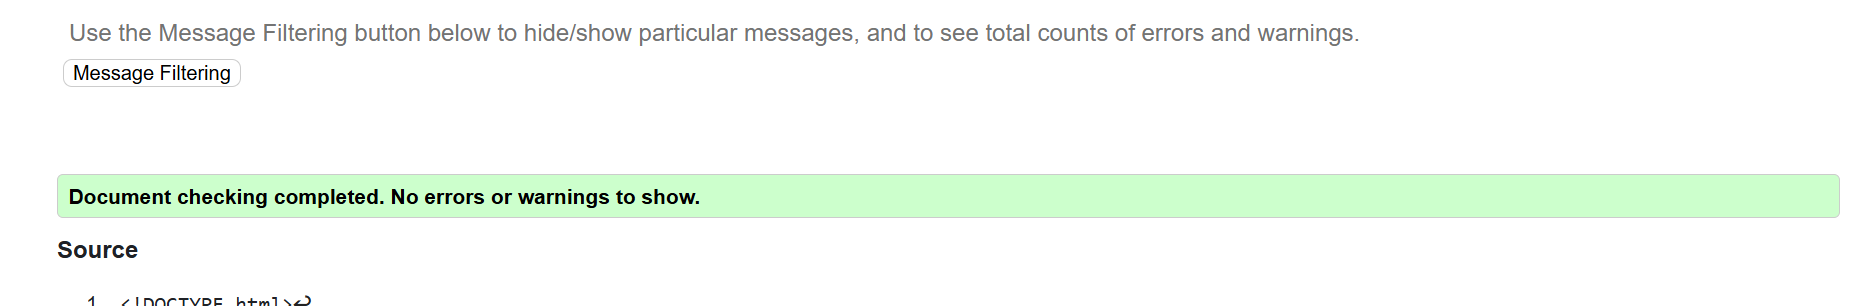 Use the Message Filtering button below to hide/show particular messages, and to see total counts of errors and warnings.
Message Filtering
Document checking completed. No errors or warnings to show.
Source
1 <!DOCTYPE html>↩